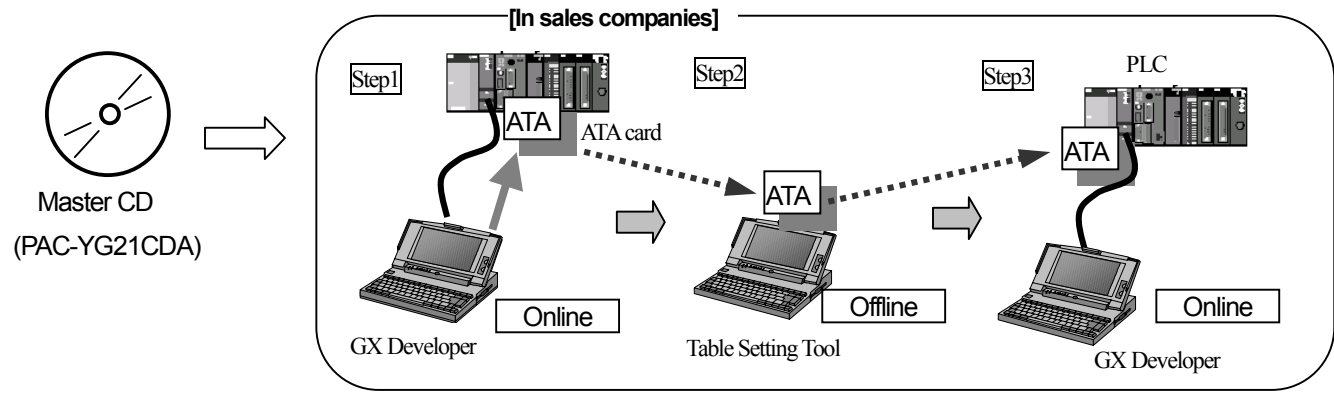 [In sales companies]
Step1
Step2
Step3
PLC
ATA
ATA card
ATA
ATA
Master CD
(PAC-YG21CDA)
Online
Offline
Online
GX Developer
Table Setting Tool
GX Developer